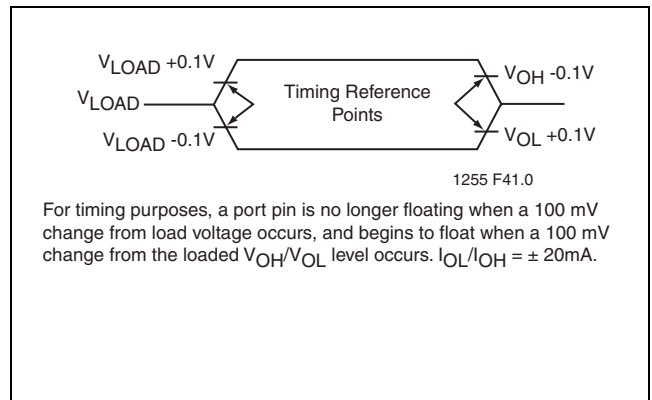 VLOAD +0.1V
VLOAD
VLOAD -0.1V
Timing Reference
Points
VOH -0.1V
VOL +0.1V
1255 F41.0
For timing purposes, a port pin is no longer floating when a 100 mV
change from load voltage occurs, and begins to float when a 100 mV
change from the loaded VOH/VOL level occurs. IOL/IOH = ± 20mA.